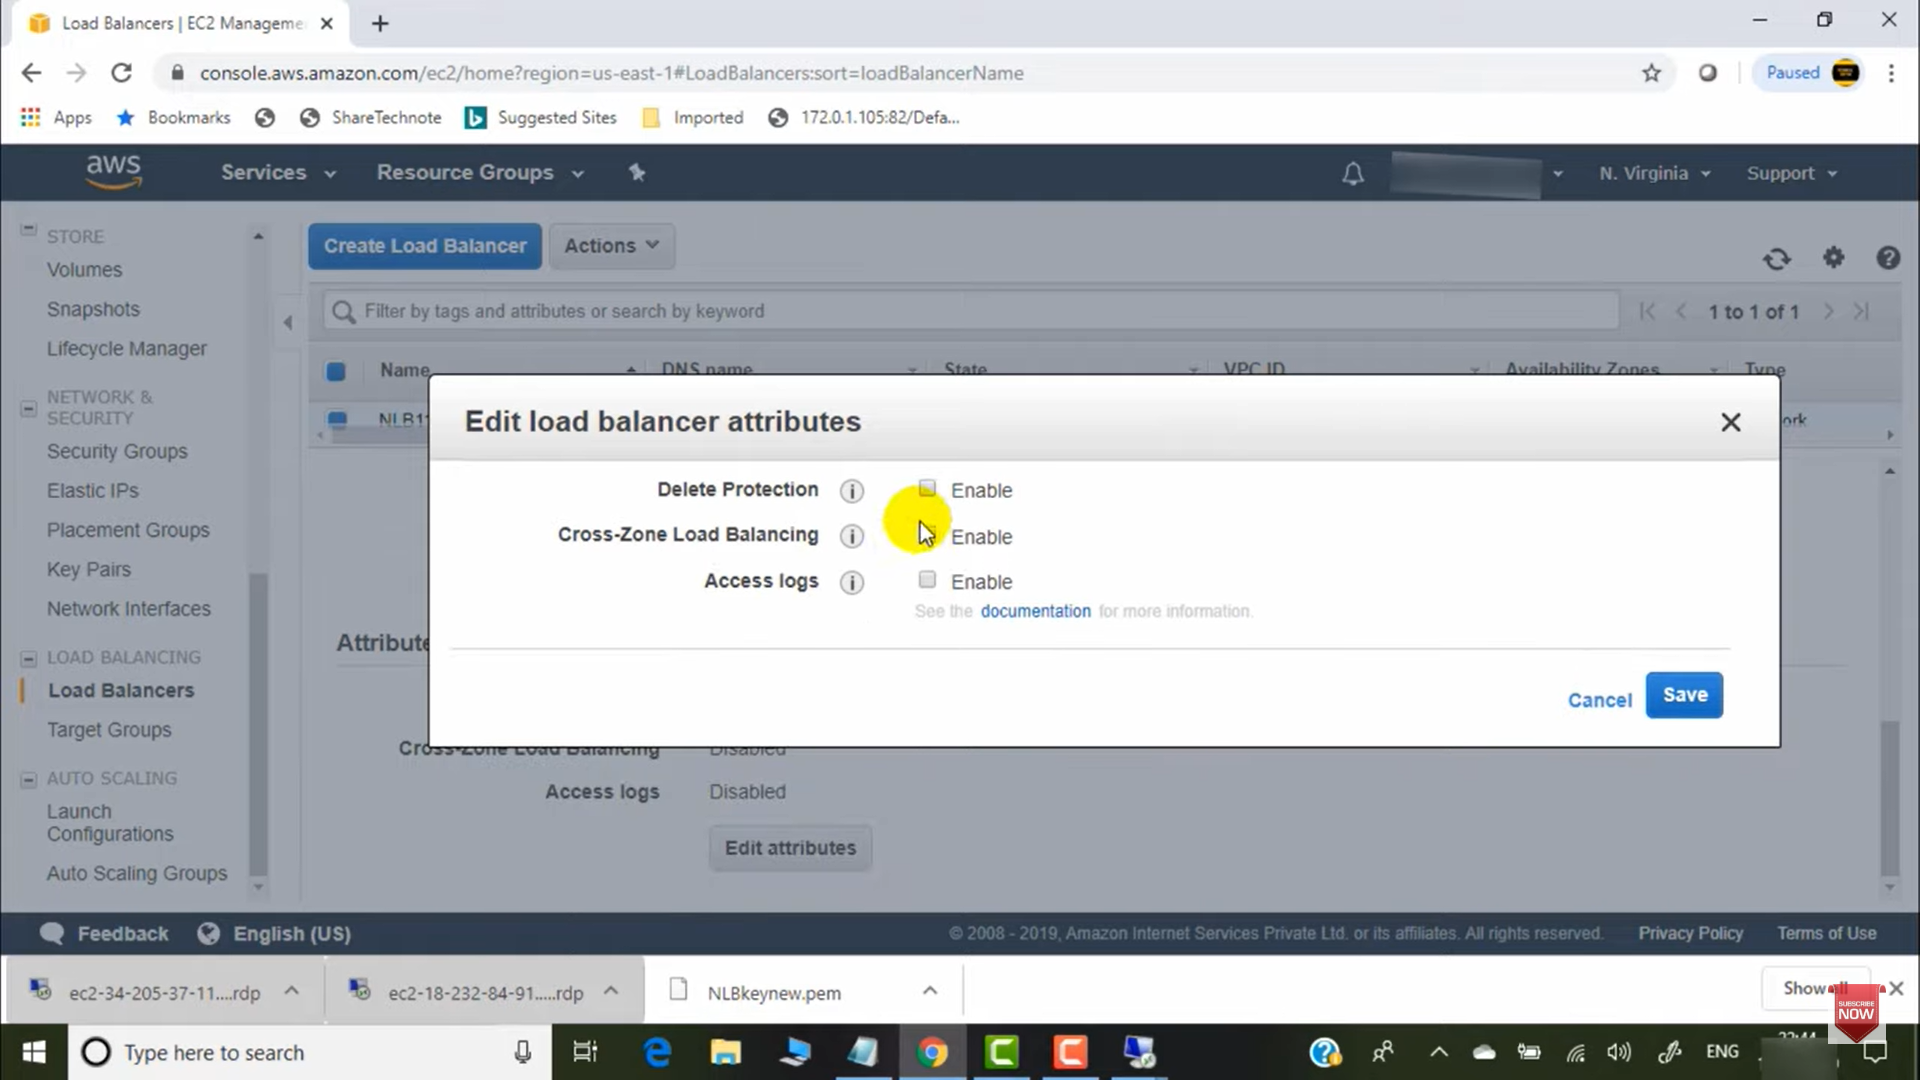 Load Balancers | EC2 Manageme
console.aws.amazon.com/ec2/home?region=us-east-1#LoadBalancers:sort=loadBalancerName
Paused
Apps
Bookmarks
ShareTechnote
Suggested Sites
Imported
172.0.1.105:82/Defa...
aws
Services
Resource Groups
N. Virginia
Support
STORE
Volumes
Snapshots
Lifecycle Manager
NETWORK &
SECURITY
Security Groups
Elastic IPs
Placement Groups
Key Pairs
Network Interfaces
LOAD BALANCING
Load Balancers
Target Groups
AUTO SCALING
Launch
Configurations
Auto Scaling Groups
Create Load Balancer
Actions
Filter by tags and attributes or search by keyword
1 to 1 of 1
Name
DNS name
State
VPC ID
Availability Zones
Type
NLB1
ork
Edit load balancer attributes
Delete Protection
Enable
Cross-Zone Load Balancing
Enable
Access logs
Enable
See the documentation for more information.
Cancel
Save
Attribute
Cross-Zone Load Balancing
Disabled
Access logs
Disabled
Edit attributes
Feedback
English (US)
© 2008 - 2019, Amazon Internet Services Private Ltd. or its affiliates. All rights reserved.
Privacy Policy
Terms of Use
ec2-34-205-37-11....rdp
ec2-18-232-84-91.....rdp
NLBkeynew.pem
Show
SUBSCRIBE
NOW
Type here to search
ENG